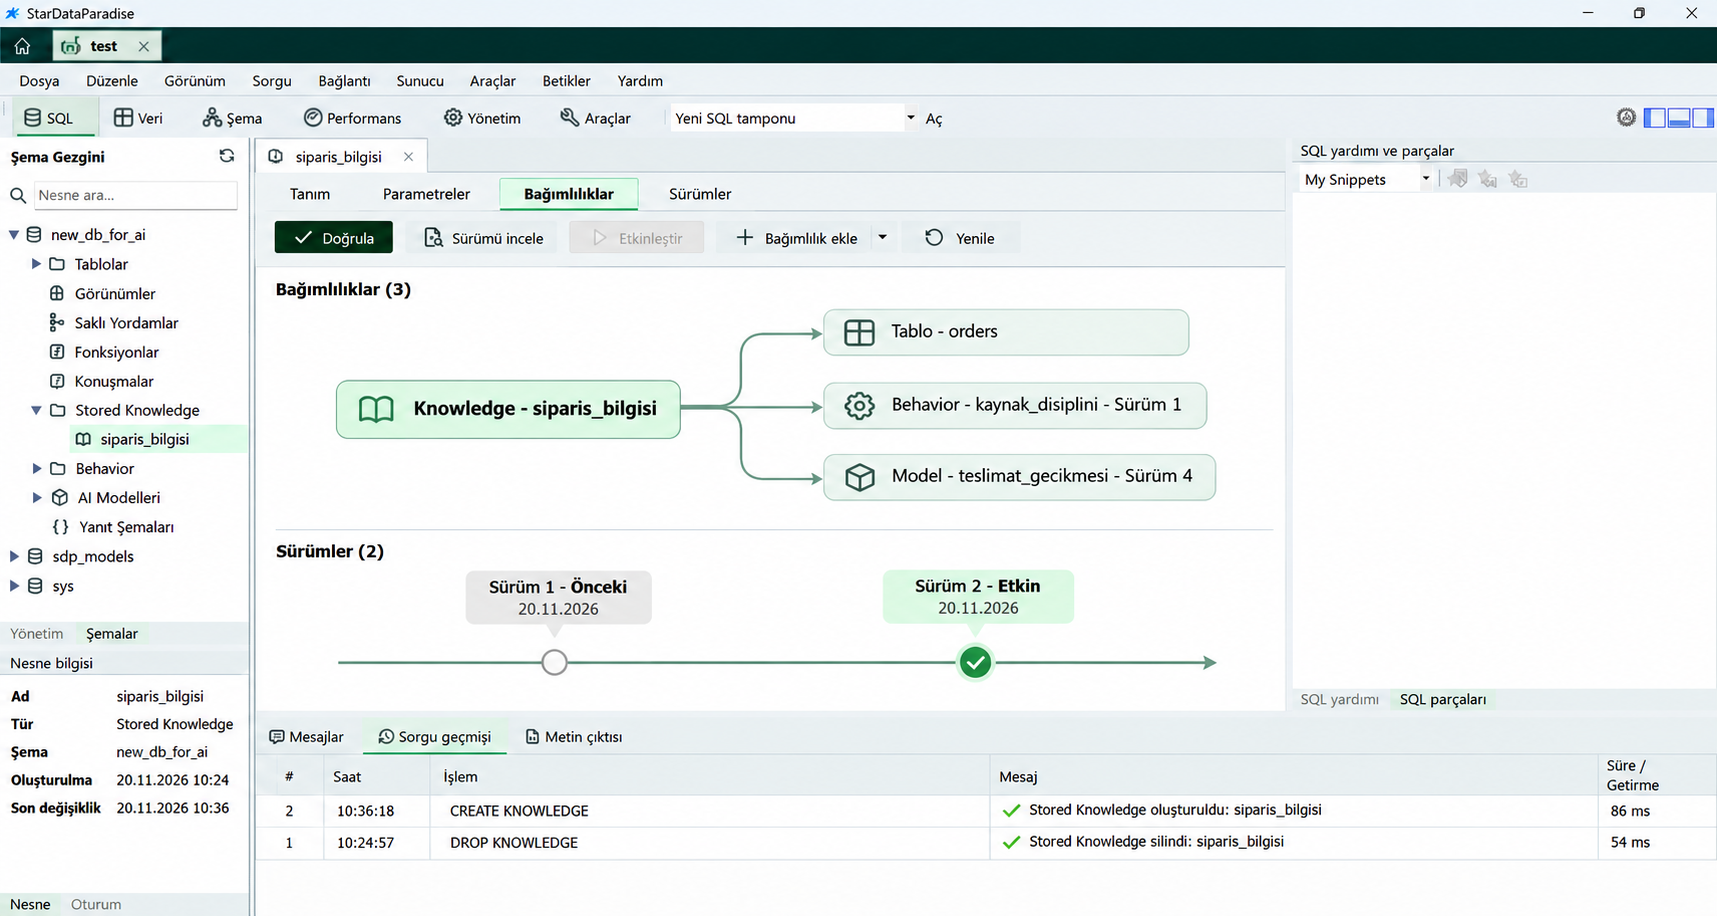 StarDataParadise
test
Dosya Düzenle Görünüm Sorgu Bağlantı Sunucu Araçlar Betikler Yardım
SQL Veri Şema Performans Yönetim Araçlar Yeni SQL tamponu Aç
Şema Gezgini
Nesne ara...
new_db_for_ai
Tablolar
Görünümler
Saklı Yordamlar
Fonksiyonlar
Konuşmalar
Stored Knowledge
siparis_bilgisi
Behavior
AI Modelleri
Yanıt Şemaları
sdp_models
sys
Yönetim Şemalar
Nesne bilgisi
Ad siparis_bilgisi
Tür Stored Knowledge
Şema new_db_for_ai
Oluşturulma 20.11.2026 10:24
Son değişiklik 20.11.2026 10:36
Nesne Oturum
siparis_bilgisi
Tanım Parametreler Bağımlılıklar Sürümler
Doğrula Sürümü incele Etkinleştir Bağımlılık ekle Yenile
Bağımlılıklar (3)
Knowledge - siparis_bilgisi
Tablo - orders
Behavior - kaynak_disiplini - Sürüm 1
Model - teslimat_gecikmesi - Sürüm 4
Sürümler (2)
Sürüm 1 - Önceki
20.11.2026
Sürüm 2 - Etkin
20.11.2026
Mesajlar Sorgu geçmişi Metin çıktısı
# Saat İşlem Mesaj Süre / Getirme
2 10:36:18 CREATE KNOWLEDGE Stored Knowledge oluşturuldu: siparis_bilgisi 86 ms
1 10:24:57 DROP KNOWLEDGE Stored Knowledge silindi: siparis_bilgisi 54 ms
SQL yardımı ve parçalar
My Snippets
SQL yardımı SQL parçaları